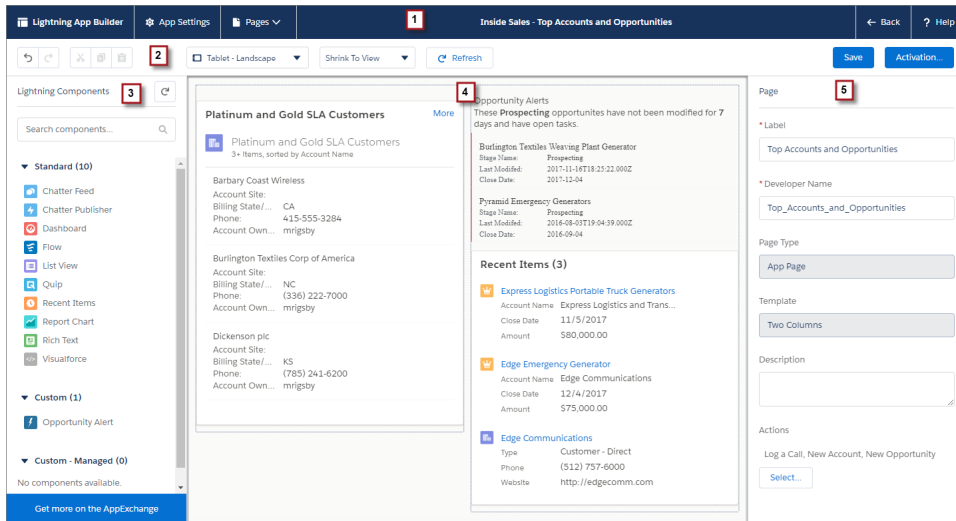 Lightning App Builder
App Settings
Pages
1
Inside Sales - Top Accounts and Opportunities
Back
? Help
2
Tablet - Landscape
Shrink To View
Refresh
Save
Activation...
Lightning Components
3
Search components...
Standard (10)
Chatter Feed
Chatter Publisher
Dashboard
Flow
List View
Quip
Recent Items
Report Chart
Rich Text
Visualforce
Custom (1)
Opportunity Alert
Custom - Managed (0)
No components available.
Get more on the AppExchange
Platinum and Gold SLA Customers
More
Platinum and Gold SLA Customers
3+ Items, sorted by Account Name
Barbary Coast Wireless
Account Site:
Billing State/... CA
Phone: 415-555-3284
Account Own... mrigsby
Burlington Textiles Corp of America
Account Site:
Billing State/... NC
Phone: (336) 222-7000
Account Own... mrigsby
Dickenson plc
Account Site:
Billing State/... KS
Phone: (785) 241-6200
Account Own... mrigsby
4
Opportunity Alerts
These Prospecting opportunites have not been modified for 7
days and have open tasks.
Burlington Textiles Weaving Plant Generator
Stage Name: Prospecting
Last Modifed: 2017-11-16T18:25:22.000Z
Close Date: 2017-12-04
Pyramid Emergency Generators
Stage Name: Prospecting
Last Modifed: 2016-08-03T19:04:39.000Z
Close Date: 2016-09-04
Recent Items (3)
Express Logistics Portable Truck Generators
Account Name Express Logistics and Trans...
Close Date 11/5/2017
Amount $80,000.00
Edge Emergency Generator
Account Name Edge Communications
Close Date 12/4/2017
Amount $75,000.00
Edge Communications
Type Customer - Direct
Phone (512) 757-6000
Website http://edgecomm.com
Page
5
*Label
Top Accounts and Opportunities
*Developer Name
Top_Accounts_and_Opportunities
Page Type
App Page
Template
Two Columns
Description
Actions
Log a Call, New Account, New Opportunity
Select...